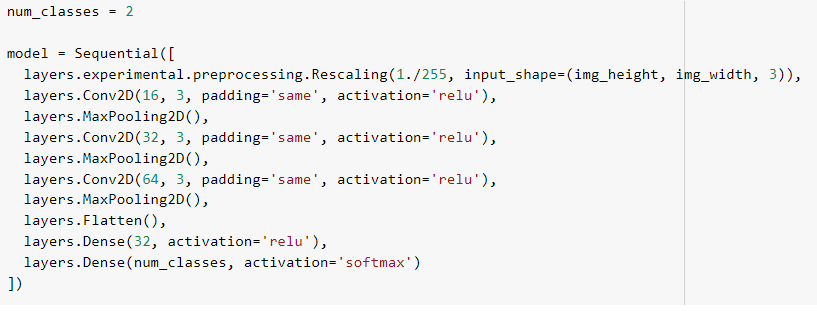 num_classes = 2
model = Sequential([
layers.experimental.preprocessing.Rescaling(1./255, input_shape=(img_height, img_width, 3)),
layers.Conv2D(16, 3, padding='same', activation='relu'),
layers.MaxPooling2D(),
layers.Conv2D(32, 3, padding='same', activation='relu'),
layers.MaxPooling2D(),
layers.Conv2D(64, 3, padding='same', activation='relu'),
layers.MaxPooling2D(),
layers.Flatten(),
layers.Dense(32, activation='relu'),
layers.Dense(num_classes, activation='softmax')
])